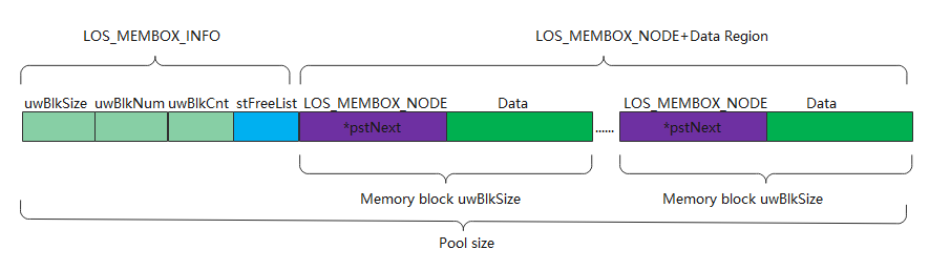 LOS_MEMBOX_INFO LOS_MEMBOX_NODE+Data Region
uwBlkSize uwBlkNum uwBlkCnt stFreeList LOS_MEMBOX_NODE Data LOS_MEMBOX_NODE Data
*pstNext ...... *pstNext
Memory block uwBlkSize Memory block uwBlkSize
Pool size